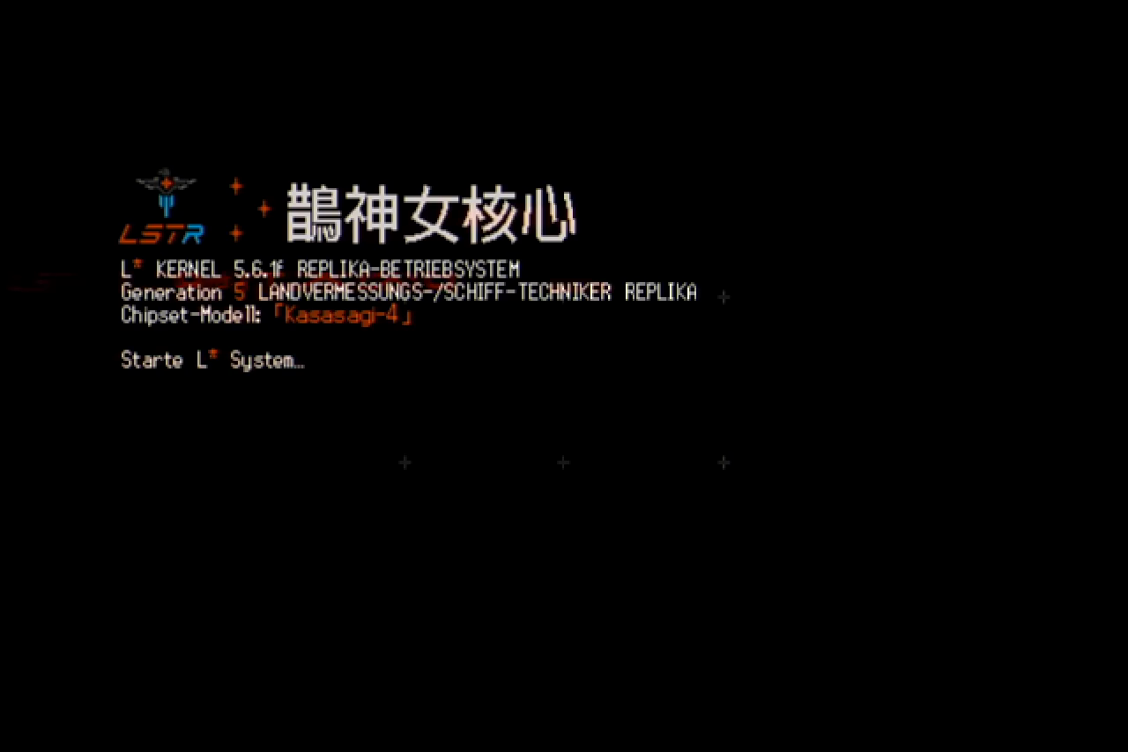 LSTR
鵲神女核心
L* KERNEL 5.6.1f REPLIKA-BETRIEBSYSTEM
Generation 5 LANDVERMESSUNGS-/SCHIFF-TECHNIKER REPLIKA
Chipset-Modell: 「Kasasagi-4」
Starte L* System…